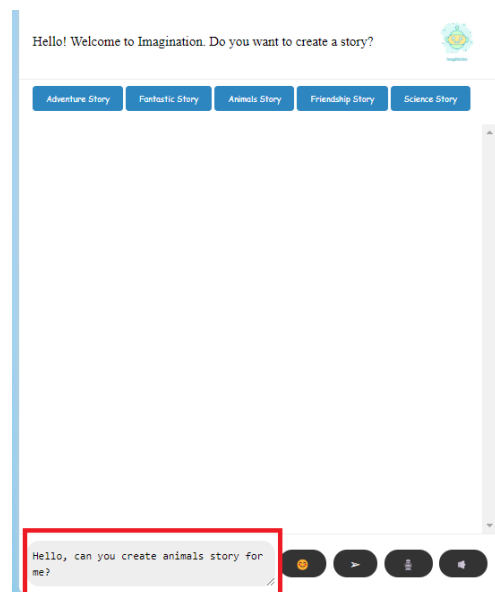 Hello! Welcome to Imagination. Do you want to create a story?
Adventure Story Fantastic Story Animals Story Friendship Story Science Story
Hello, can you create animals story for
me?